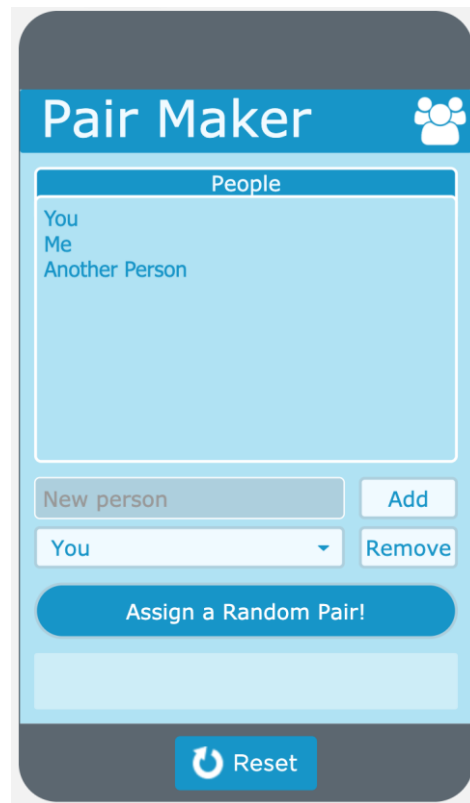 Pair Maker
People
You
Me
Another Person
New person
Add
You
Remove
Assign a Random Pair!
Reset